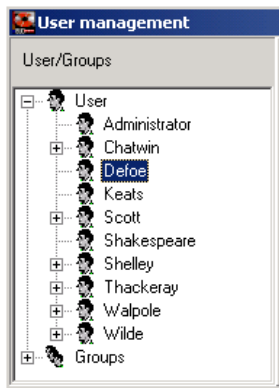 User management
User/Groups
User
Administrator
Chatwin
Defoe
Keats
Scott
Shakespeare
Shelley
Thackeray
Walpole
Wilde
Groups